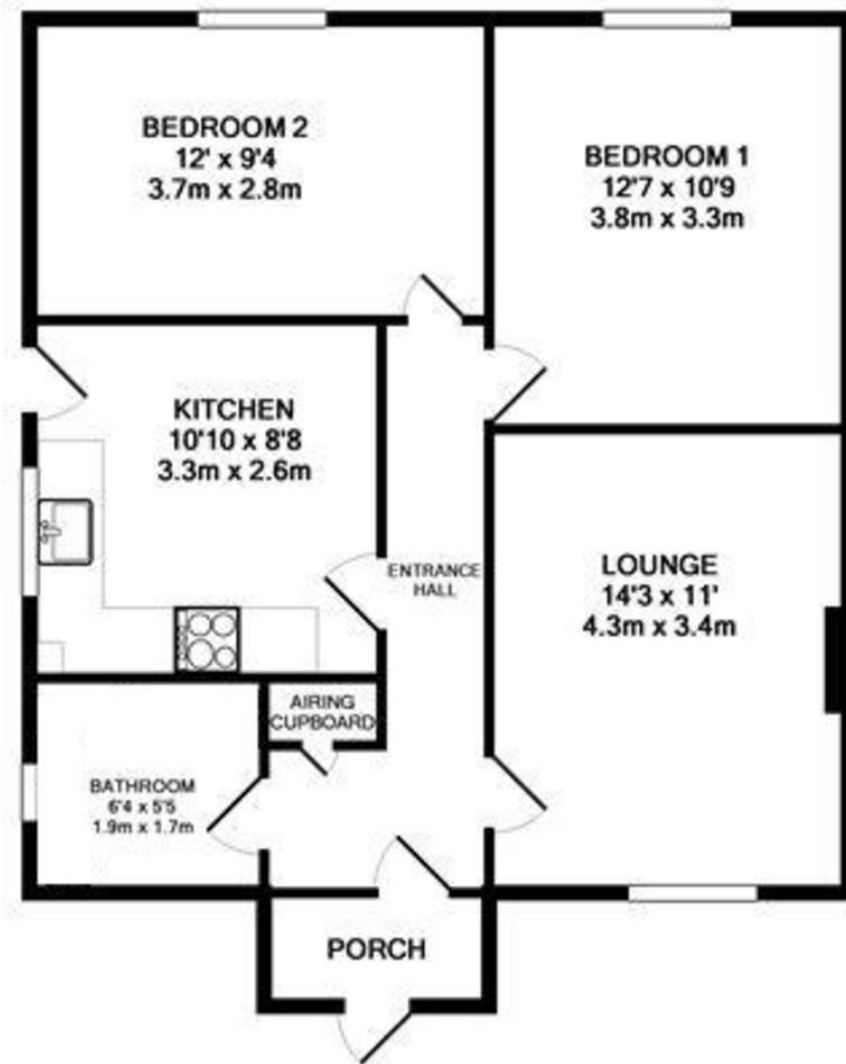 BEDROOM 2
12' x 9'4
3.7m x 2.8m
BEDROOM 1
12'7 x 10'9
3.8m x 3.3m
KITCHEN
10'10 x 8'8
3.3m x 2.6m
ENTRANCE
HALL
LOUNGE
14'3 x 11'
4.3m x 3.4m
AIRING
CUPBOARD
BATHROOM
6'4 x 5'5
1.9m x 1.7m
PORCH